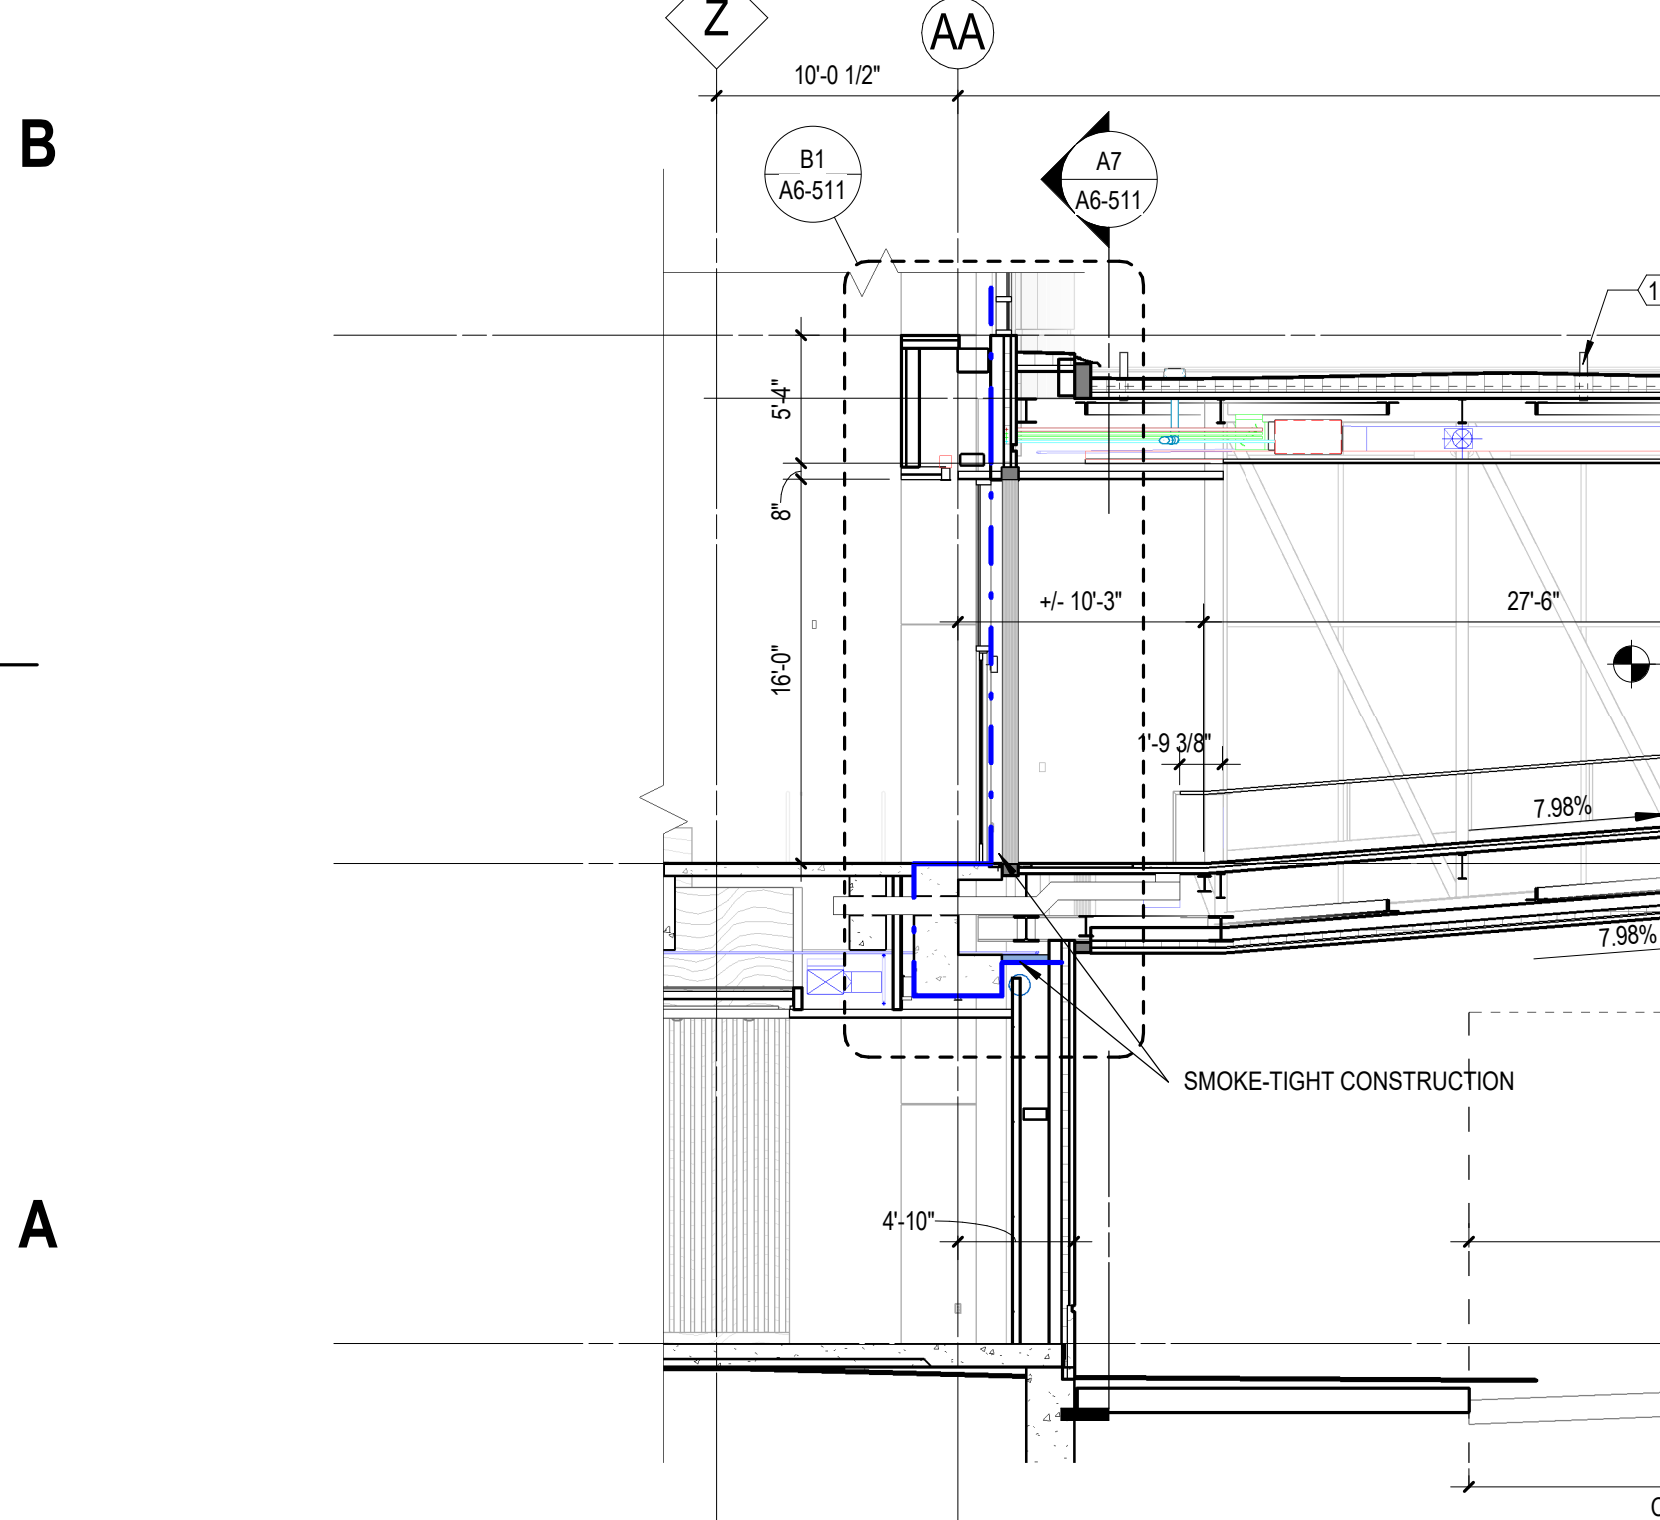 Z
AA
10'-0 1/2"
B
B1
A6-511
A7
A6-511
1
5'-4"
8"
+/- 10'-3"
27'-6"
16'-0"
1'-9 3/8"
7.98%
7.98%
SMOKE-TIGHT CONSTRUCTION
A
4'-10"